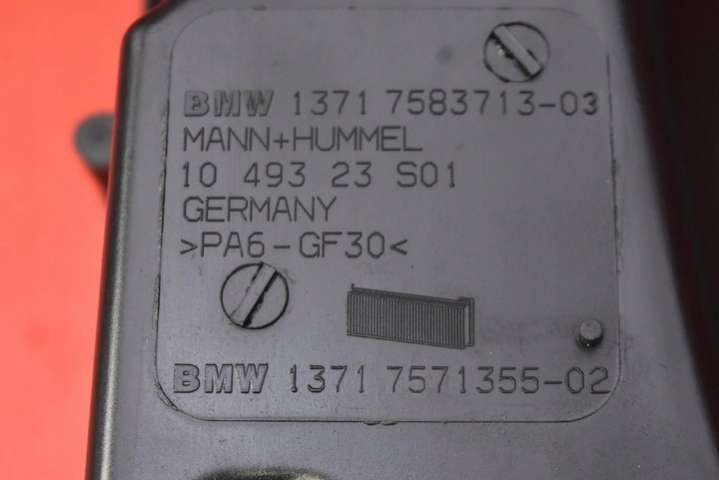 BMW 1371 7583713-03
MANN+HUMMEL
10 493 23 S01
GERMANY
>PA6-GF30<
BMW 1371 7571355-02